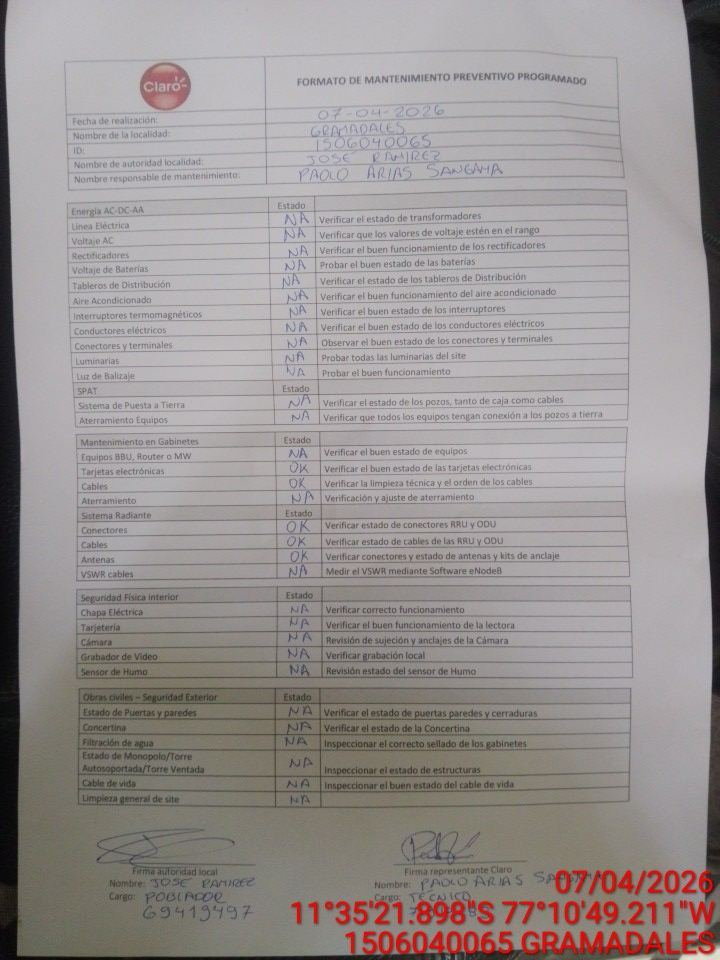 Claro
FORMATO DE MANTENIMIENTO PREVENTIVO PROGRAMADO
Fecha de realización: 07-04-2026
Nombre de la localidad: GRAMADALES
ID: 1506040065
Nombre de autoridad localidad: JOSE RAMIREZ
Nombre responsable de mantenimiento: PAOLO ARIAS SANGAMA
Energía AC-DC-AA Estado
Línea Eléctrica NA Verificar el estado de transformadores
Voltaje AC NA Verificar que los valores de voltaje estén en el rango
Rectificadores NA Verificar el buen funcionamiento de los rectificadores
Voltaje de Baterías NA Probar el buen estado de las baterías
Tableros de Distribución NA Verificar el estado de los tableros de Distribución
Aire Acondicionado NA Verificar el buen funcionamiento del aire acondicionado
Interruptores termomagnéticos NA Verificar el buen estado de los interruptores
Conductores eléctricos NA Verificar el buen estado de los conductores eléctricos
Conectores y terminales NA Observar el buen estado de los conectores y terminales
Luminarias NA Probar todas las luminarias del site
Luz de Balizaje NA Probar el buen funcionamiento
SPAT Estado
Sistema de Puesta a Tierra NA Verificar el estado de los pozos, tanto de caja como cables
Aterramiento Equipos NA Verificar que todos los equipos tengan conexión a los pozos a tierra
Mantenimiento en Gabinetes Estado
Equipos BBU, Router o MW NA Verificar el buen estado de equipos
Tarjetas electrónicas OK Verificar el buen estado de las tarjetas electrónicas
Cables OK Verificar la limpieza técnica y el orden de los cables
Aterramiento NA Verificación y ajuste de aterramiento
Sistema Radiante Estado
Conectores OK Verificar estado de conectores RRU y ODU
Cables OK Verificar estado de cables de las RRU y ODU
Antenas OK Verificar conectores y estado de antenas y kits de anclaje
VSWR cables NA Medir el VSWR mediante Software eNodeB
Seguridad Física interior Estado
Chapa Eléctrica NA Verificar correcto funcionamiento
Tarjetería NA Verificar el buen funcionamiento de la lectora
Cámara NA Revisión de sujeción y anclajes de la Cámara
Grabador de Video NA Verificar grabación local
Sensor de Humo NA Revisión estado del sensor de Humo
Obras civiles – Seguridad Exterior Estado
Estado de Puertas y paredes NA Verificar el estado de puertas paredes y cerraduras
Concertina NA Verificar el estado de la Concertina
Filtración de agua NA Inspeccionar el correcto sellado de los gabinetes
Estado de Monopolo/Torre
Autosoportada/Torre Ventada NA Inspeccionar el estado de estructuras
Cable de vida NA Inspeccionar el buen estado del cable de vida
Limpieza general de site NA
Firma autoridad local Firma representante Claro
Nombre: JOSE RAMIREZ Nombre: PAOLO ARIAS SANGAMA
Cargo: POBLADOR Cargo: TECNICO
69419497
07/04/2026
11°35'21.898"S 77°10'49.211"W
1506040065 GRAMADALES